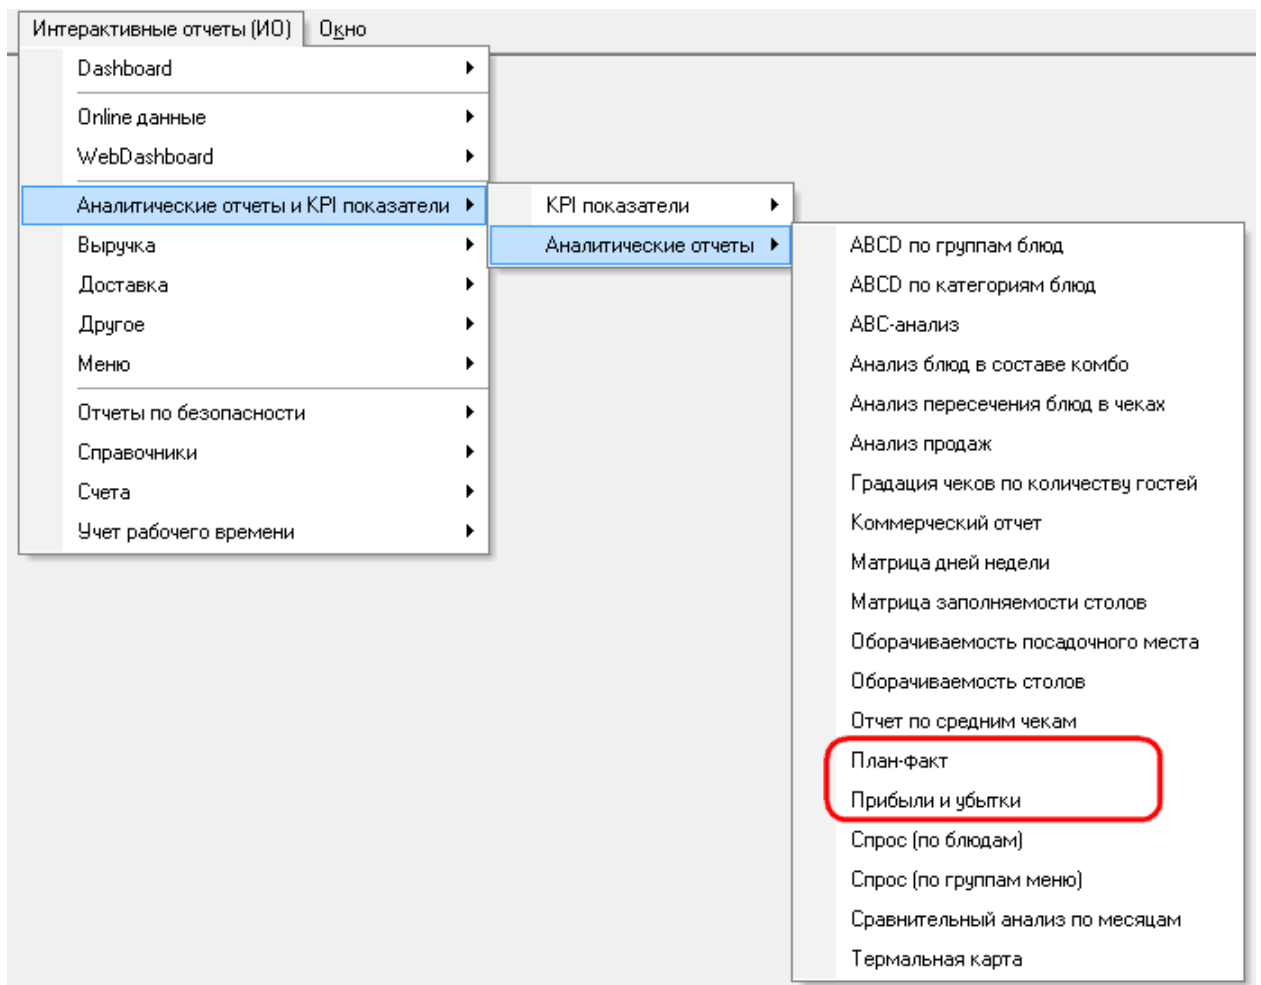 Интерактивные отчеты (ИО) Окно
Dashboard
Online данные
WebDashboard
Аналитические отчеты и KPI показатели
Выручка
Доставка
Другое
Меню
Отчеты по безопасности
Справочники
Счета
Учет рабочего времени
KPI показатели
Аналитические отчеты
ABCD по группам блюд
ABCD по категориям блюд
ABC-анализ
Анализ блюд в составе комбо
Анализ пересечения блюд в чеках
Анализ продаж
Градация чеков по количеству гостей
Коммерческий отчет
Матрица дней недели
Матрица заполняемости столов
Оборачиваемость посадочного места
Оборачиваемость столов
Отчет по средним чекам
План-факт
Прибыли и убытки
Спрос (по блюдам)
Спрос (по группам меню)
Сравнительный анализ по месяцам
Термальная карта